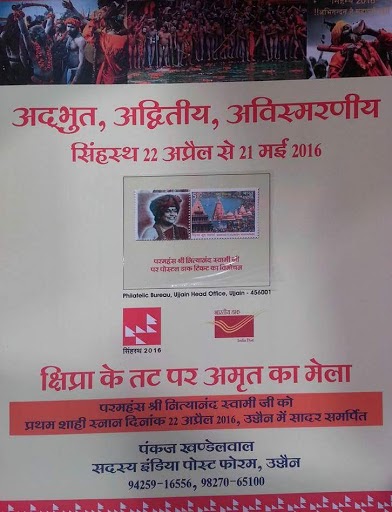 2016
अद्भुत, अद्वितीय, अविस्मरणीय
सिंहस्थ 22 अप्रैल से 21 मई 2016
परमहंस श्री नित्यानंद स्वामी जी
पर पोस्टल डाक टिकट का विमोचन
Philatelic Bureau, Ujjain Head Office, Ujjain - 456001
सिंहस्थ 2016
भारतीय डाक
India Post
क्षिप्रा के तट पर अमृत का मेला
परमहंस श्री नित्यानंद स्वामी जी को
प्रथम शाही स्नान दिनांक 22 अप्रैल 2016, उज्जैन में सादर समर्पित
पंकज खण्डेलवाल
सदस्य इंडिया पोस्ट फोरम, उज्जैन
94259-16556, 98270-65100